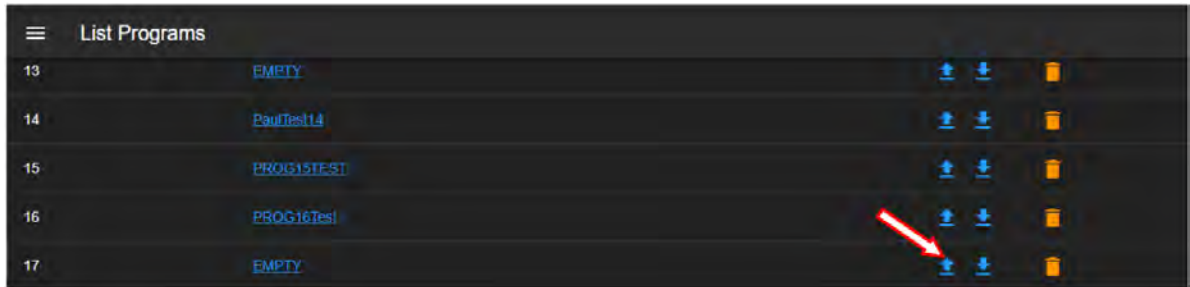 List Programs
13 EMPTY
14 PaulTest14
15 PROG15TEST
16 PROG16Test
17 EMPTY